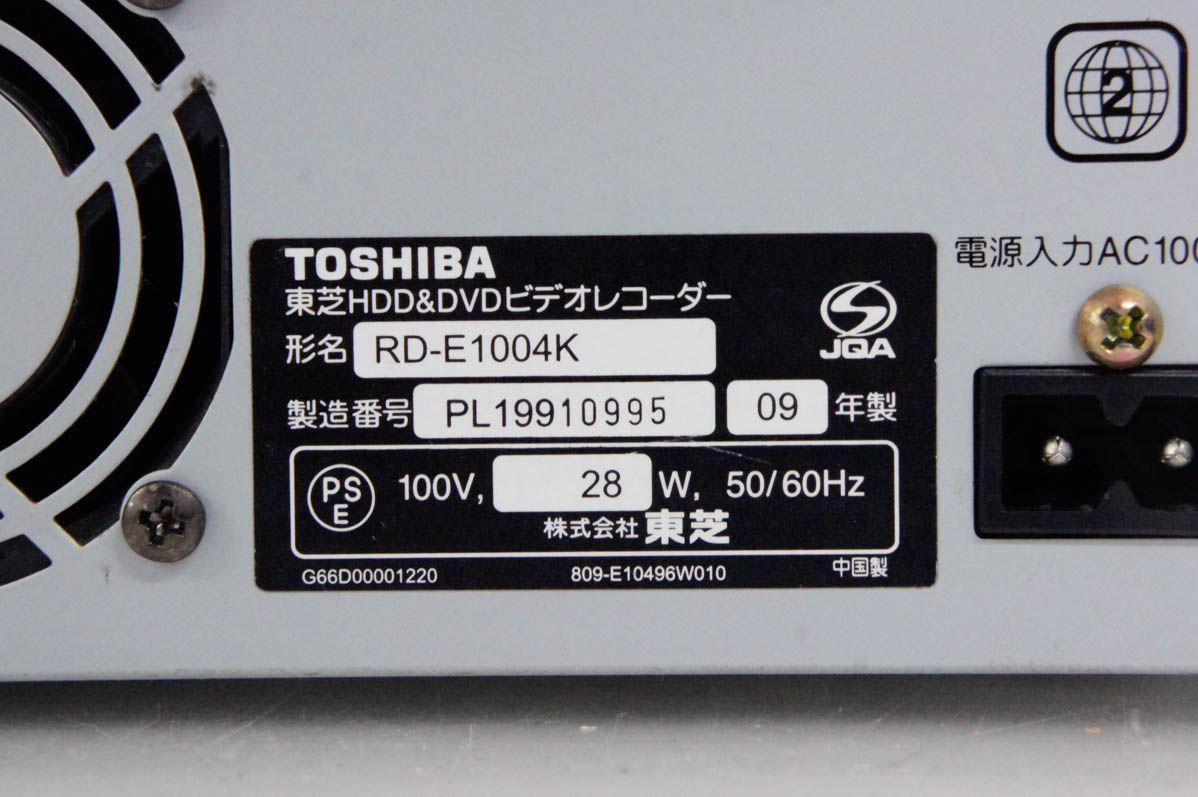 2
電源入力AC100
TOSHIBA
東芝HDD&DVDビデオレコーダー
JQA
形名 RD-E1004K
製造番号 PL19910995 09 年製
PS
E
100V, 28 W, 50/60Hz
株式会社 東芝
G66D00001220 809-E10496W010 中国製